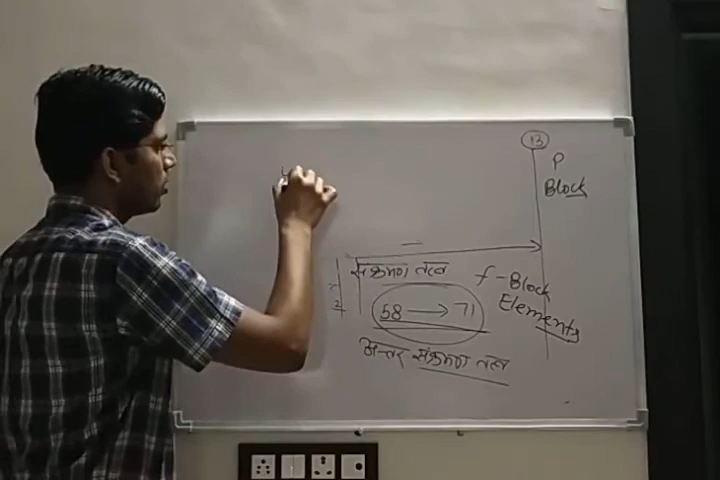 13
P
Block
संक्रमण तत्व
f-Block
Elements
58 → 71
अन्तर संक्रमण तत्व